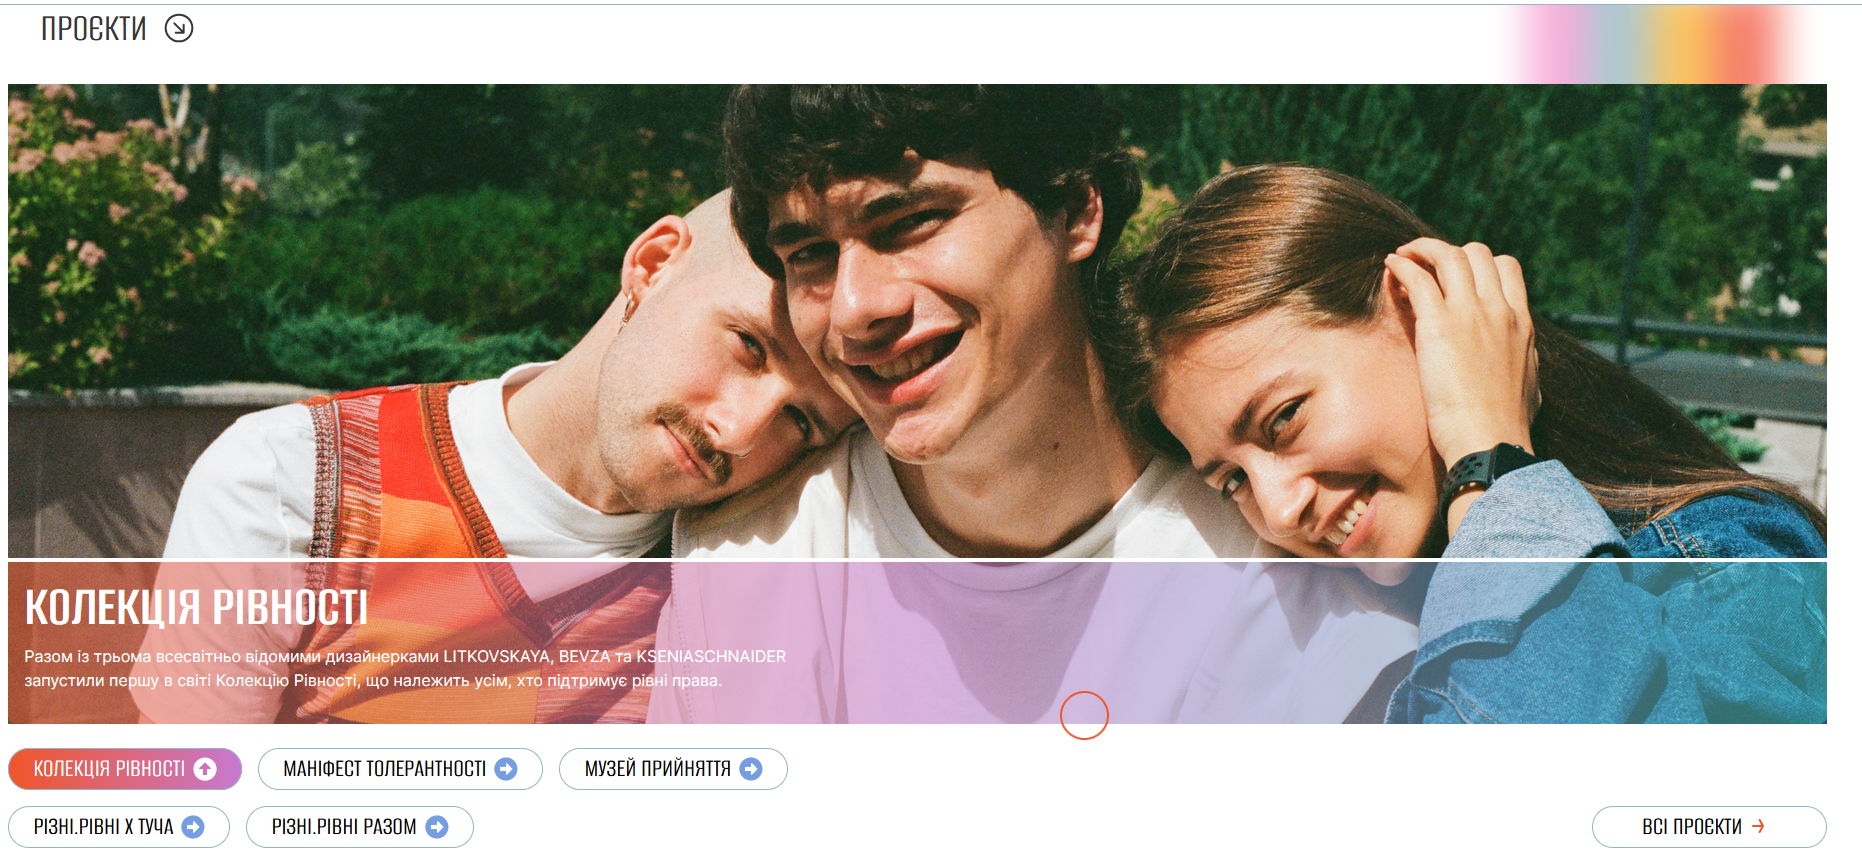 ПРОЄКТИ
КОЛЕКЦІЯ РІВНОСТІ
Разом із трьома всесвітньо відомими дизайнерками LITKOVSKAYA, BEVZA та KSENIASCHNAIDER
запустили першу в світі Колекцію Рівності, що належить усім, хто підтримує рівні права.
КОЛЕКЦІЯ РІВНОСТІ
МАНІФЕСТ ТОЛЕРАНТНОСТІ
МУЗЕЙ ПРИЙНЯТТЯ
РІЗНІ.РІВНІ Х ТУЧА
РІЗНІ.РІВНІ РАЗОМ
ВСІ ПРОЄКТИ